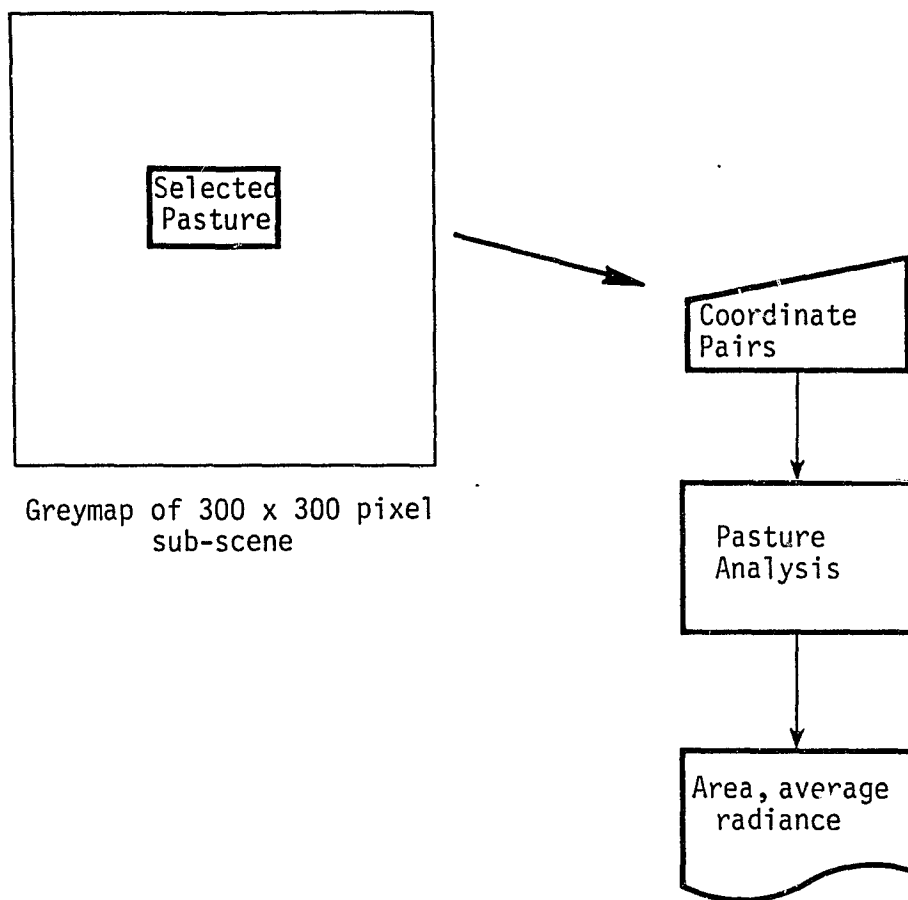 Selected
Pasture
Greymap of 300 x 300 pixel
sub-scene
Coordinate
Pairs
Pasture
Analysis
Area, average
radiance